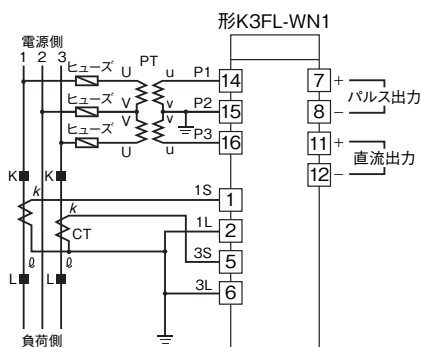 形K3FL-WN1
電源側
1 2 3
ヒューズ
PT
U u P1 14
7 +
パルス出力
ヒューズ
V v P2 15
8 −
V v
ヒューズ
U u P3 16
11 +
直流出力
12 −
K K
k 1S 1
k
1L 2
CT
3S 5
ℓ ℓ
L L
3L 6
負荷側